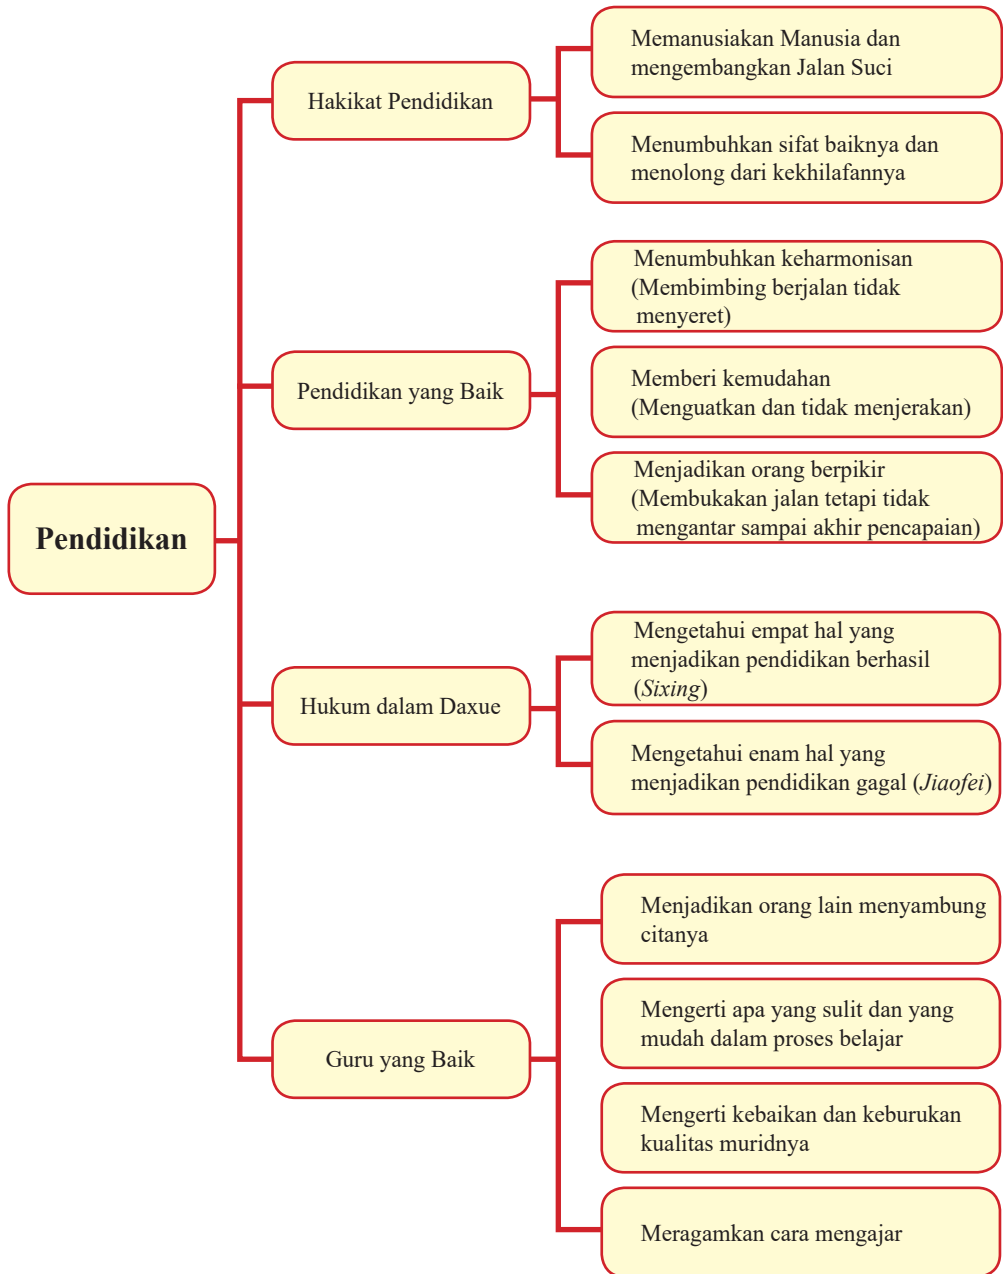 Pendidikan
Hakikat Pendidikan
Memanusiakan Manusia dan
mengembangkan Jalan Suci
Menumbuhkan sifat baiknya dan
menolong dari kekhilafannya
Pendidikan yang Baik
Menumbuhkan keharmonisan
(Membimbing berjalan tidak
menyeret)
Memberi kemudahan
(Menguatkan dan tidak menjerakan)
Menjadikan orang berpikir
(Membukakan jalan tetapi tidak
mengantar sampai akhir pencapaian)
Hukum dalam Daxue
Mengetahui empat hal yang
menjadikan pendidikan berhasil
(Sixing)
Mengetahui enam hal yang
menjadikan pendidikan gagal (Jiaofei)
Guru yang Baik
Menjadikan orang lain menyambung
citanya
Mengerti apa yang sulit dan yang
mudah dalam proses belajar
Mengerti kebaikan dan keburukan
kualitas muridnya
Meragamkan cara mengajar